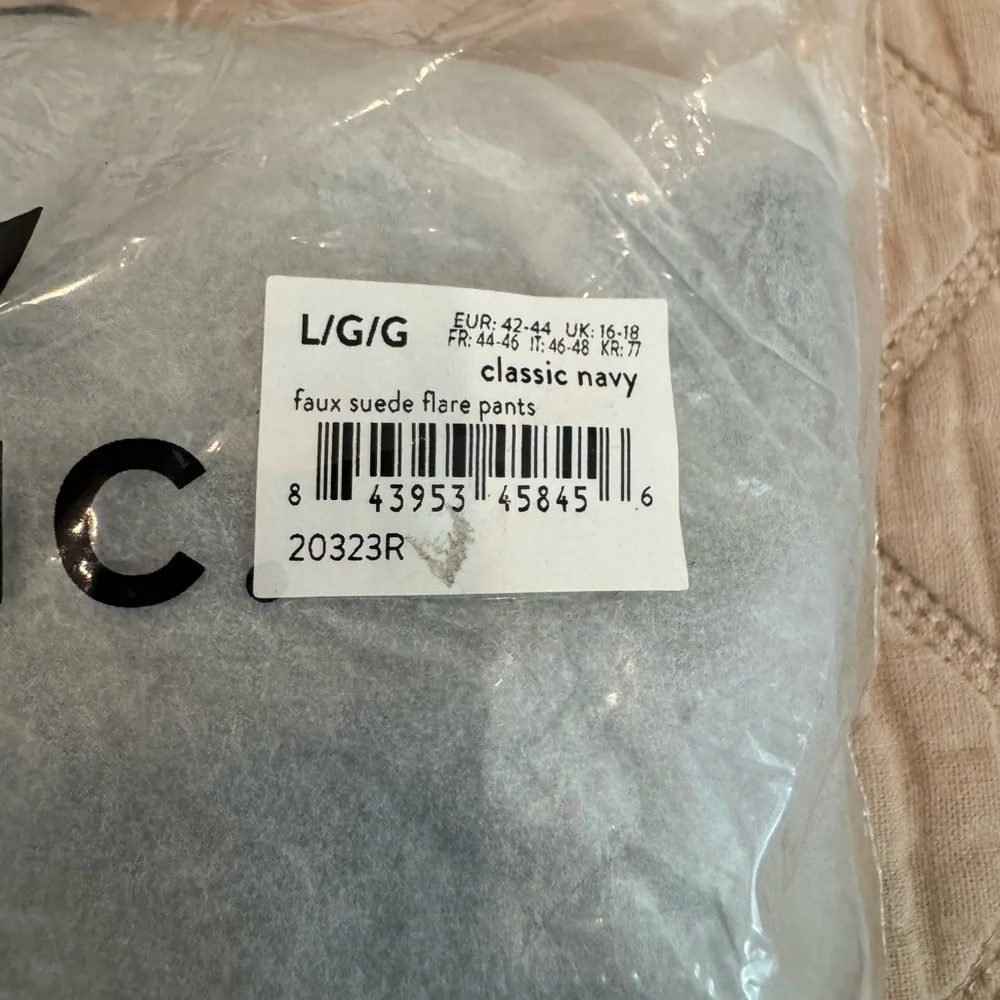 L/G/G
EUR: 42-44 UK: 16-18
FR: 44-46 IT: 46-48 KR: 77
classic navy
faux suede flare pants
8 43953 45845 6
20323R
C.